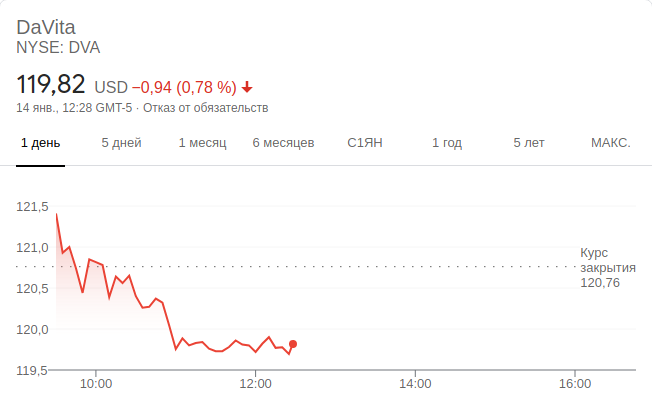 DaVita
NYSE: DVA
119,82 USD −0,94 (0,78 %)
14 янв., 12:28 GMT-5 · Отказ от обязательств
1 день 5 дней 1 месяц 6 месяцев С1ЯН 1 год 5 лет МАКС.
121,5
121,0
Курс
закрытия
120,76
120,5
120,0
119,5
10:00 12:00 14:00 16:00